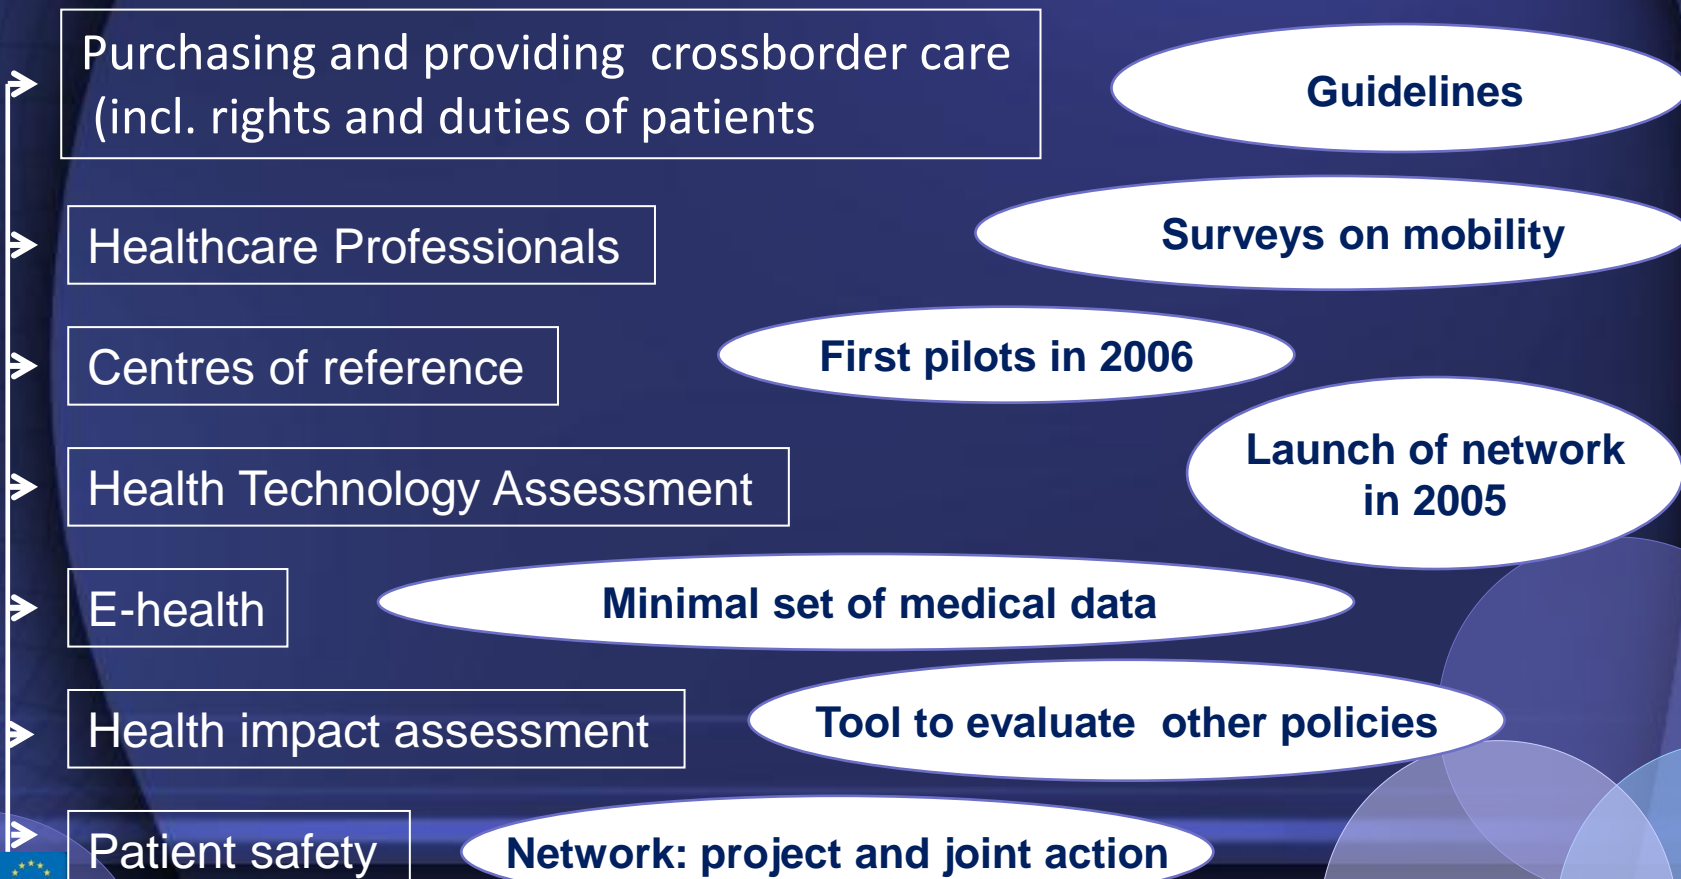 Purchasing and providing  crossborder care
(incl. rights and duties of patients
Guidelines
Healthcare Professionals
Surveys on mobility
Centres of reference
First pilots in 2006
Health Technology Assessment
Launch of network
in 2005
E-health
Minimal set of medical data
Health impact assessment
Tool to evaluate  other policies
Patient safety
Network: project and joint action